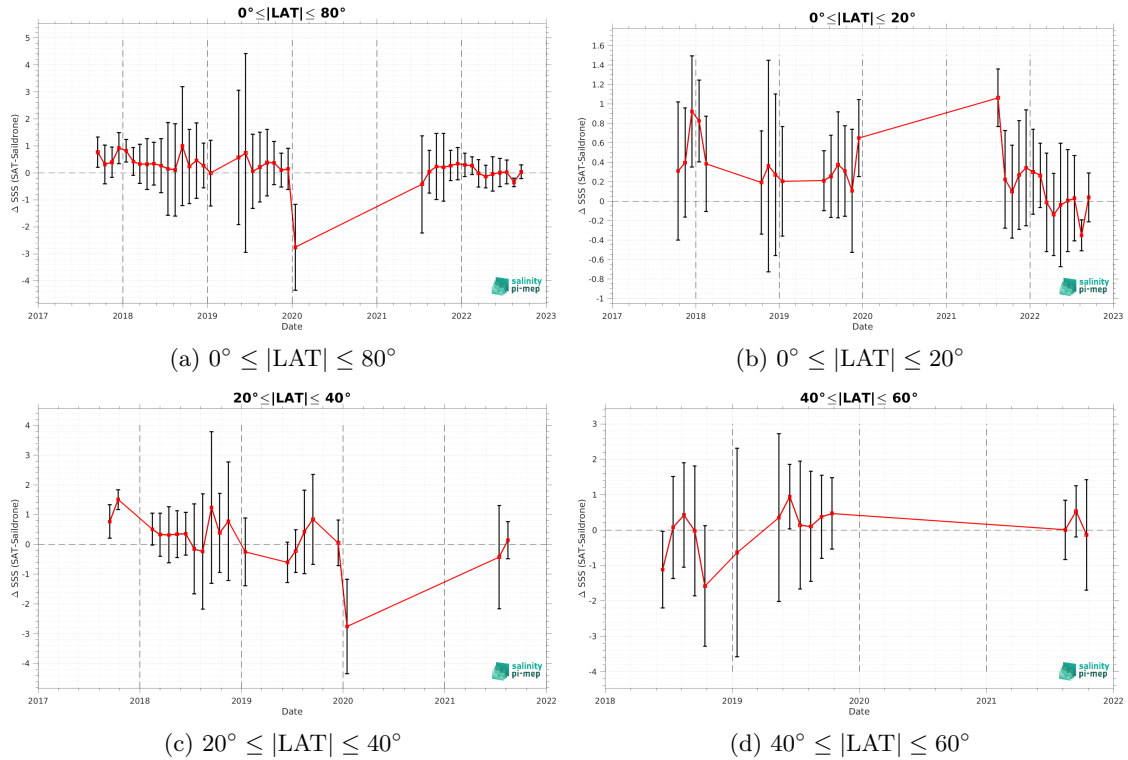 0°≤|LAT|≤ 80°
5
4
3
2
1
0
-1
-2
-3
-4
Δ SSS (SAT-Saildrone)
2017 2018 2019 2020 2021 2022 2023
Date
salinity
pi-mep
(a) 0° ≤ |LAT| ≤ 80°
0°≤|LAT|≤ 20°
1.6
1.4
1.2
1
0.8
0.6
0.4
0.2
0
-0.2
-0.4
-0.6
-0.8
-1
Δ SSS (SAT-Saildrone)
2017 2018 2019 2020 2021 2022 2023
Date
salinity
pi-mep
(b) 0° ≤ |LAT| ≤ 20°
20°≤|LAT|≤ 40°
4
3
2
1
0
-1
-2
-3
-4
Δ SSS (SAT-Saildrone)
2017 2018 2019 2020 2021 2022
Date
salinity
pi-mep
(c) 20° ≤ |LAT| ≤ 40°
40°≤|LAT|≤ 60°
3
2
1
0
-1
-2
-3
-4
Δ SSS (SAT-Saildrone)
2018 2019 2020 2021 2022
Date
salinity
pi-mep
(d) 40° ≤ |LAT| ≤ 60°